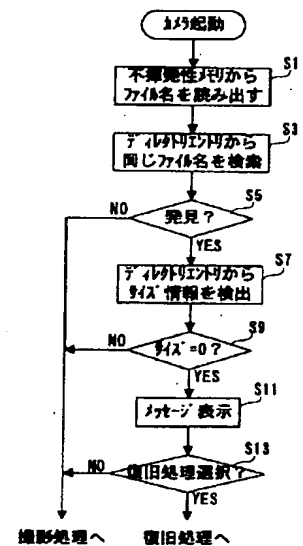 カメラ起動
S1
不揮発性メモリから
ファイル名を読み出す
S3
ディレクトリエントリから
同じファイル名を検索
S5
NO
発見?
YES
S7
ディレクトリエントリから
サイズ情報を検出
S9
NO
サイズ=0?
YES
S11
メッセージ表示
S13
NO
復旧処理選択?
YES
撮影処理へ
復旧処理へ